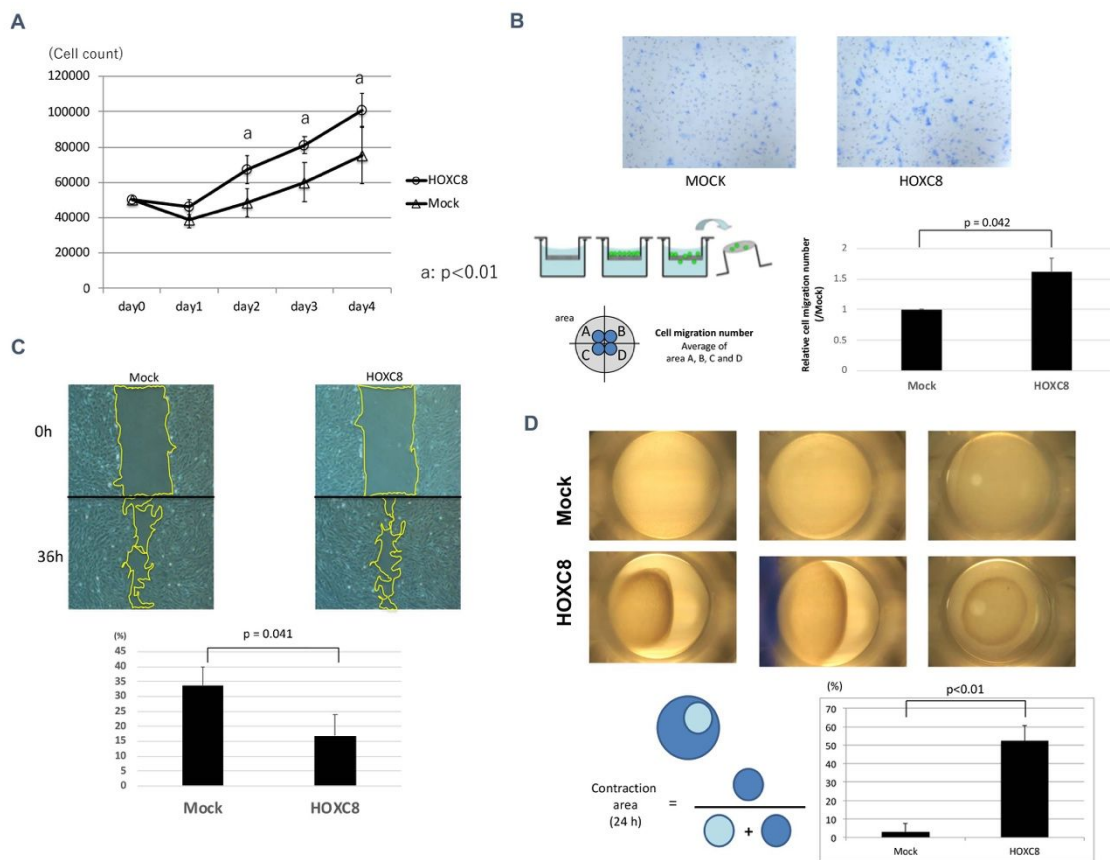 A
(Cell count)
120000
100000
80000
60000
40000
20000
0
a
a
a
HOXC8
Mock
a: p<0.01
day0 day1 day2 day3 day4
B
MOCK HOXC8
area
A B
C D
Cell migration number
Average of
area A, B, C and D
p = 0.042
Relative cell migration number
(/Mock)
2
1.5
1
0.5
0
Mock HOXC8
C
Mock HOXC8
0h
36h
(%)
p = 0.041
45
40
35
30
25
20
15
10
5
0
Mock HOXC8
D
Mock
HOXC8
Contraction
area
(24 h)
=
+
(%)
p<0.01
70
60
50
40
30
20
10
0
Mock HOXC8